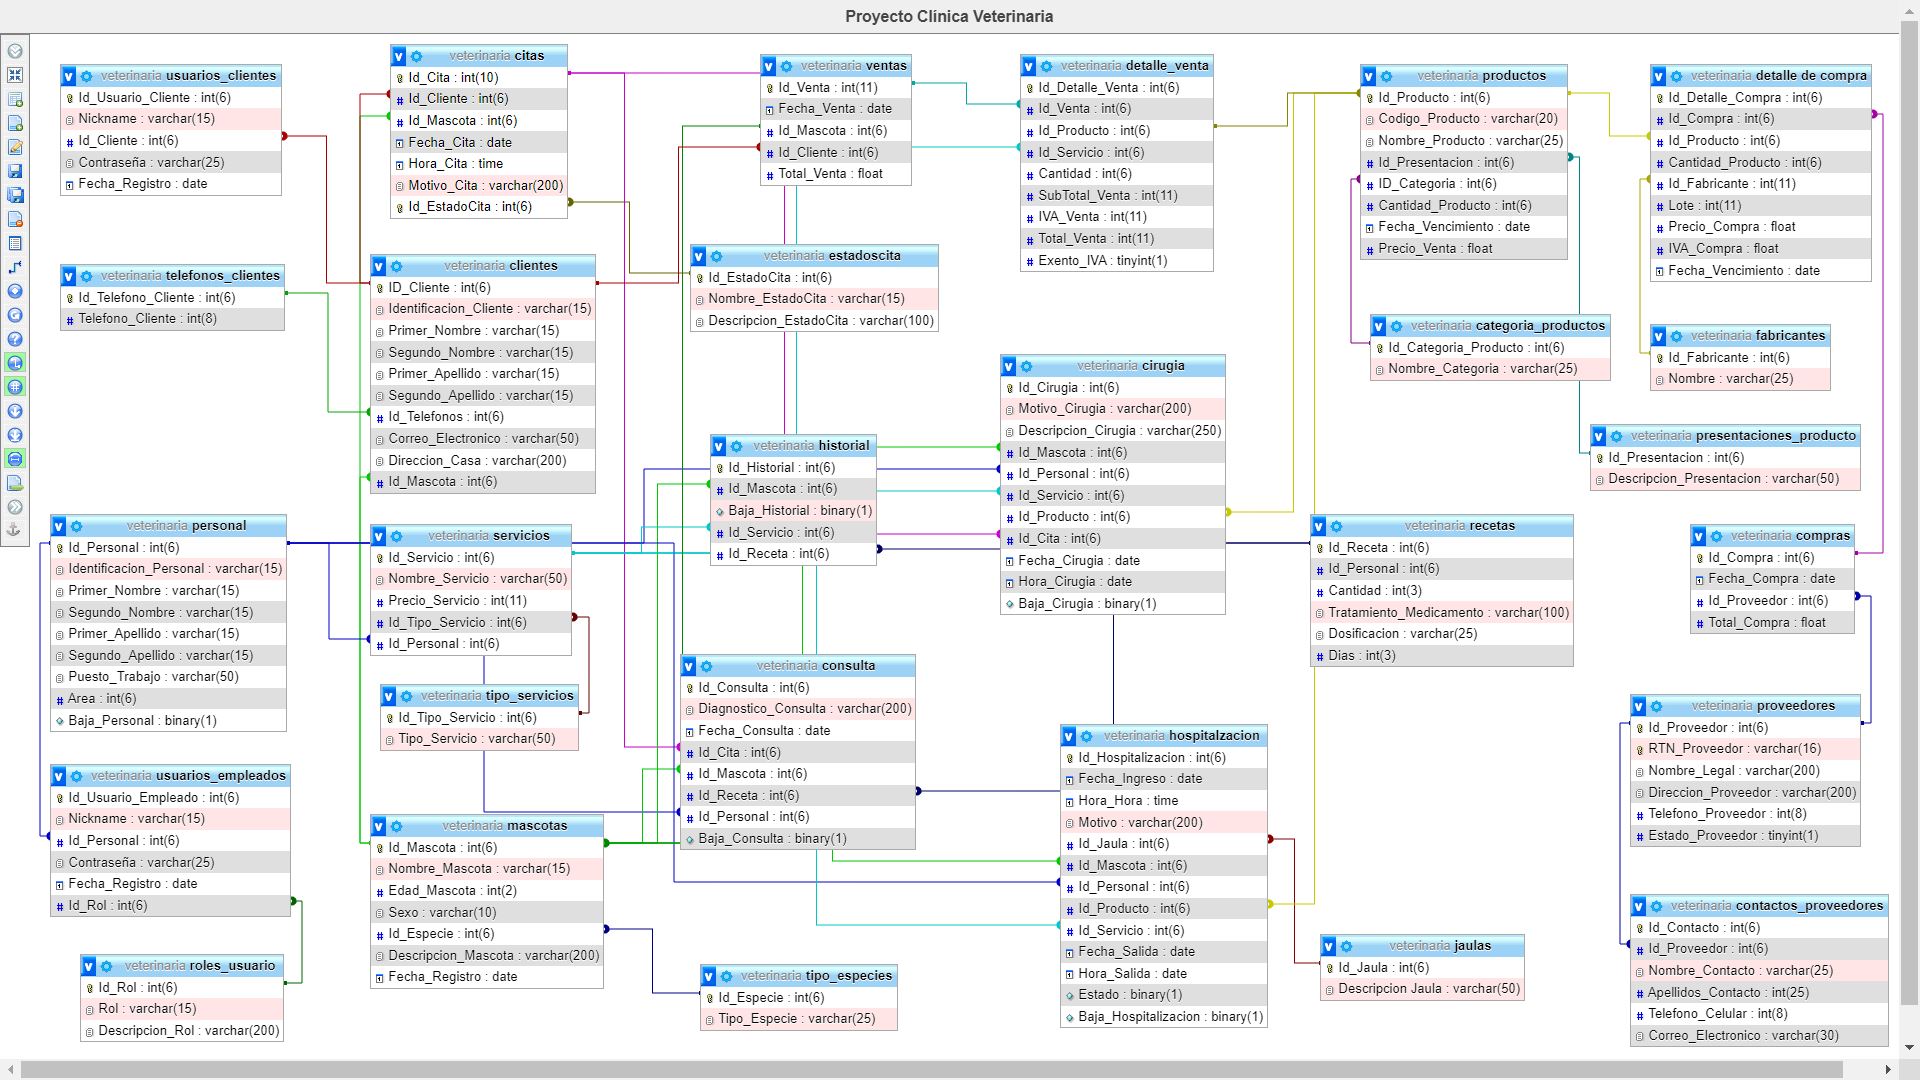 Proyecto Clínica Veterinaria
veterinaria usuarios_clientes
Id_Usuario_Cliente : int(6)
Nickname : varchar(15)
Id_Cliente : int(6)
Contraseña : varchar(25)
Fecha_Registro : date
veterinaria citas
Id_Cita : int(10)
Id_Cliente : int(6)
Id_Mascota : int(6)
Fecha_Cita : date
Hora_Cita : time
Motivo_Cita : varchar(200)
Id_EstadoCita : int(6)
veterinaria ventas
Id_Venta : int(11)
Fecha_Venta : date
Id_Mascota : int(6)
Id_Cliente : int(6)
Total_Venta : float
veterinaria detalle_venta
Id_Detalle_Venta : int(6)
Id_Venta : int(6)
Id_Producto : int(6)
Id_Servicio : int(6)
Cantidad : int(6)
SubTotal_Venta : int(11)
IVA_Venta : int(11)
Total_Venta : int(11)
Exento_IVA : tinyint(1)
veterinaria productos
Id_Producto : int(6)
Codigo_Producto : varchar(20)
Nombre_Producto : varchar(25)
Id_Presentacion : int(6)
ID_Categoria : int(6)
Cantidad_Producto : int(6)
Fecha_Vencimiento : date
Precio_Venta : float
veterinaria detalle de compra
Id_Detalle_Compra : int(6)
Id_Compra : int(6)
Id_Producto : int(6)
Cantidad_Producto : int(6)
Id_Fabricante : int(11)
Lote : int(11)
Precio_Compra : float
IVA_Compra : float
Fecha_Vencimiento : date
veterinaria telefonos_clientes
Id_Telefono_Cliente : int(6)
Telefono_Cliente : int(8)
veterinaria clientes
ID_Cliente : int(6)
Identificacion_Cliente : varchar(15)
Primer_Nombre : varchar(15)
Segundo_Nombre : varchar(15)
Primer_Apellido : varchar(15)
Segundo_Apellido : varchar(15)
Id_Telefonos : int(6)
Correo_Electronico : varchar(50)
Direccion_Casa : varchar(200)
Id_Mascota : int(6)
veterinaria estadoscita
Id_EstadoCita : int(6)
Nombre_EstadoCita : varchar(15)
Descripcion_EstadoCita : varchar(100)
veterinaria categoria_productos
Id_Categoria_Producto : int(6)
Nombre_Categoria : varchar(25)
veterinaria fabricantes
Id_Fabricante : int(6)
Nombre : varchar(25)
veterinaria cirugia
Id_Cirugia : int(6)
Motivo_Cirugia : varchar(200)
Descripcion_Cirugia : varchar(250)
Id_Mascota : int(6)
Id_Personal : int(6)
Id_Servicio : int(6)
Id_Producto : int(6)
Id_Cita : int(6)
Fecha_Cirugia : date
Hora_Cirugia : date
Baja_Cirugia : binary(1)
veterinaria historial
Id_Historial : int(6)
Id_Mascota : int(6)
Baja_Historial : binary(1)
Id_Servicio : int(6)
Id_Receta : int(6)
veterinaria presentaciones_producto
Id_Presentacion : int(6)
Descripcion_Presentacion : varchar(50)
veterinaria personal
Id_Personal : int(6)
Identificacion_Personal : varchar(15)
Primer_Nombre : varchar(15)
Segundo_Nombre : varchar(15)
Primer_Apellido : varchar(15)
Segundo_Apellido : varchar(15)
Puesto_Trabajo : varchar(50)
Area : int(6)
Baja_Personal : binary(1)
veterinaria servicios
Id_Servicio : int(6)
Nombre_Servicio : varchar(50)
Precio_Servicio : int(11)
Id_Tipo_Servicio : int(6)
Id_Personal : int(6)
veterinaria recetas
Id_Receta : int(6)
Id_Personal : int(6)
Cantidad : int(3)
Tratamiento_Medicamento : varchar(100)
Dosificacion : varchar(25)
Dias : int(3)
veterinaria compras
Id_Compra : int(6)
Fecha_Compra : date
Id_Proveedor : int(6)
Total_Compra : float
veterinaria tipo_servicios
Id_Tipo_Servicio : int(6)
Tipo_Servicio : varchar(50)
veterinaria consulta
Id_Consulta : int(6)
Diagnostico_Consulta : varchar(200)
Fecha_Consulta : date
Id_Cita : int(6)
Id_Mascota : int(6)
Id_Receta : int(6)
Id_Personal : int(6)
Baja_Consulta : binary(1)
veterinaria hospitalzacion
Id_Hospitalizacion : int(6)
Fecha_Ingreso : date
Hora_Hora : time
Motivo : varchar(200)
Id_Jaula : int(6)
Id_Mascota : int(6)
Id_Personal : int(6)
Id_Producto : int(6)
Id_Servicio : int(6)
Fecha_Salida : date
Hora_Salida : date
Estado : binary(1)
Baja_Hospitalizacion : binary(1)
veterinaria proveedores
Id_Proveedor : int(6)
RTN_Proveedor : varchar(16)
Nombre_Legal : varchar(200)
Direccion_Proveedor : varchar(200)
Telefono_Proveedor : int(8)
Estado_Proveedor : tinyint(1)
veterinaria usuarios_empleados
Id_Usuario_Empleado : int(6)
Nickname : varchar(15)
Id_Personal : int(6)
Contraseña : varchar(25)
Fecha_Registro : date
Id_Rol : int(6)
veterinaria mascotas
Id_Mascota : int(6)
Nombre_Mascota : varchar(15)
Edad_Mascota : int(2)
Sexo : varchar(10)
Id_Especie : int(6)
Descripcion_Mascota : varchar(200)
Fecha_Registro : date
veterinaria roles_usuario
Id_Rol : int(6)
Rol : varchar(15)
Descripcion_Rol : varchar(200)
veterinaria tipo_especies
Id_Especie : int(6)
Tipo_Especie : varchar(25)
veterinaria jaulas
Id_Jaula : int(6)
Descripcion Jaula : varchar(50)
veterinaria contactos_proveedores
Id_Contacto : int(6)
Id_Proveedor : int(6)
Nombre_Contacto : varchar(25)
Apellidos_Contacto : int(25)
Telefono_Celular : int(8)
Correo_Electronico : varchar(30)